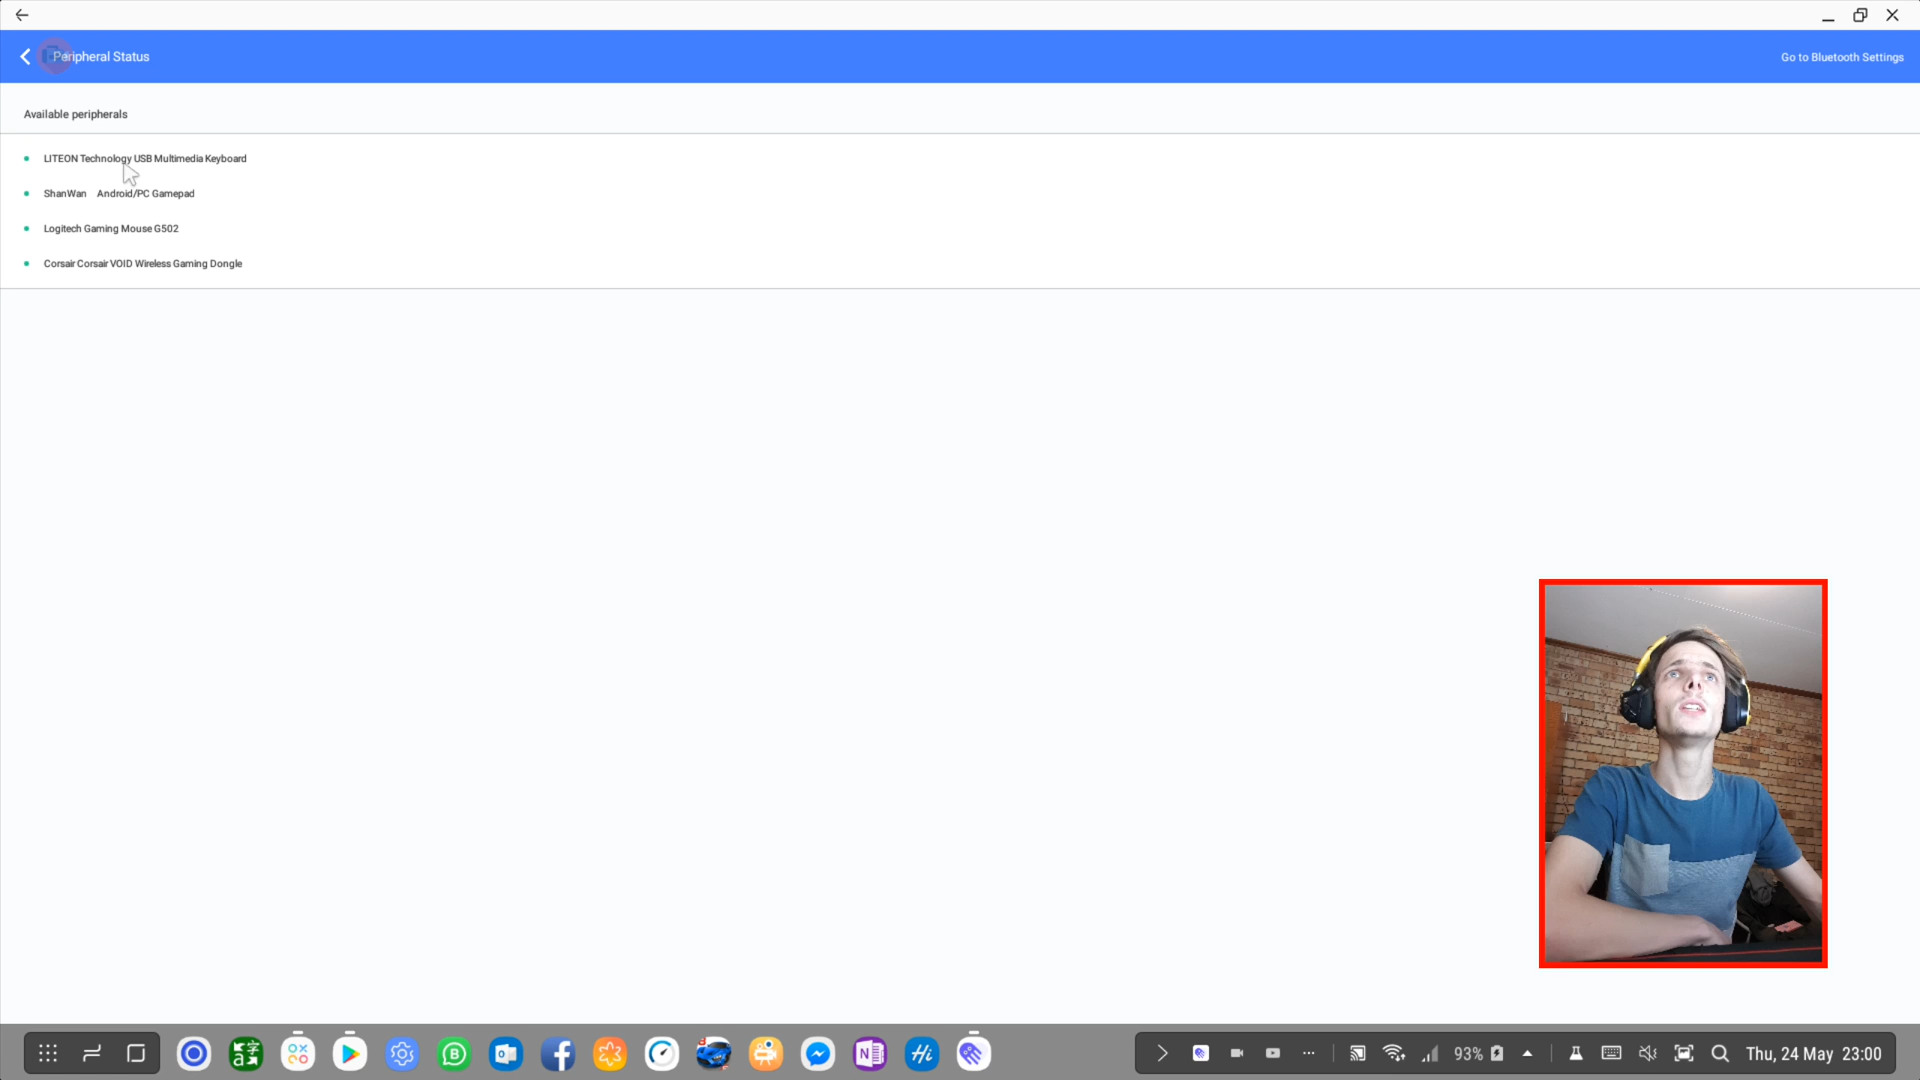 Peripheral Status
Go to Bluetooth Settings
Available peripherals
LITEON Technology USB Multimedia Keyboard
ShanWan Android/PC Gamepad
Logitech Gaming Mouse G502
Corsair Corsair VOID Wireless Gaming Dongle
Hi
93%
Thu, 24 May 23:00